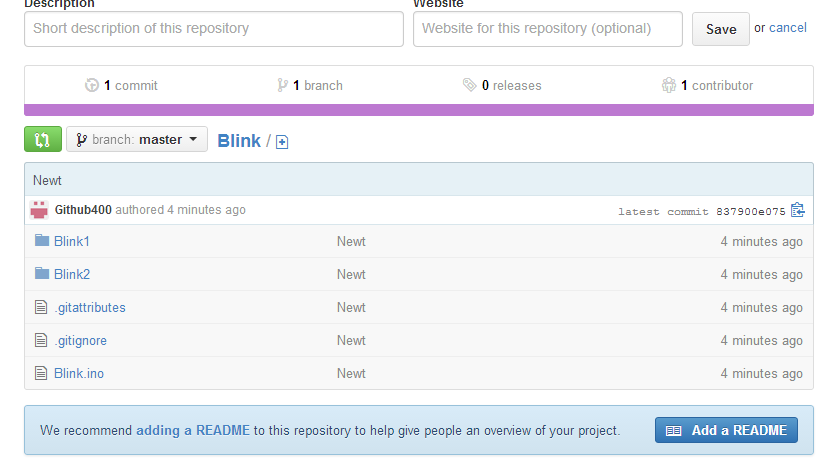 Description Website
Short description of this repository Website for this repository (optional) Save or cancel
1 commit 1 branch 0 releases 1 contributor
branch: master Blink /
Newt
Github400 authored 4 minutes ago latest commit 837900e075
Blink1 Newt 4 minutes ago
Blink2 Newt 4 minutes ago
.gitattributes Newt 4 minutes ago
.gitignore Newt 4 minutes ago
Blink.ino Newt 4 minutes ago
We recommend adding a README to this repository to help give people an overview of your project. Add a README